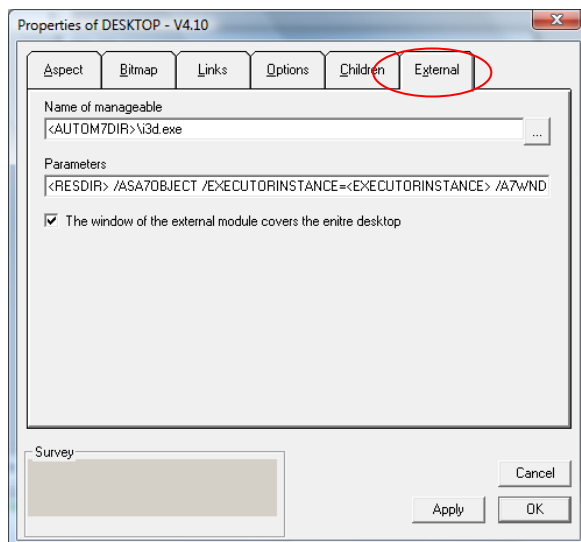 Properties of DESKTOP - V4.10
Aspect Bitmap Links Options Children External
Name of manageable
<AUTOM7DIR>\i3d.exe
...
Parameters
<RESDIR> /ASA7OBJECT /EXECUTORINSTANCE=<EXECUTORINSTANCE> /A7WND
The window of the external module covers the enitre desktop
Survey
Cancel
Apply OK